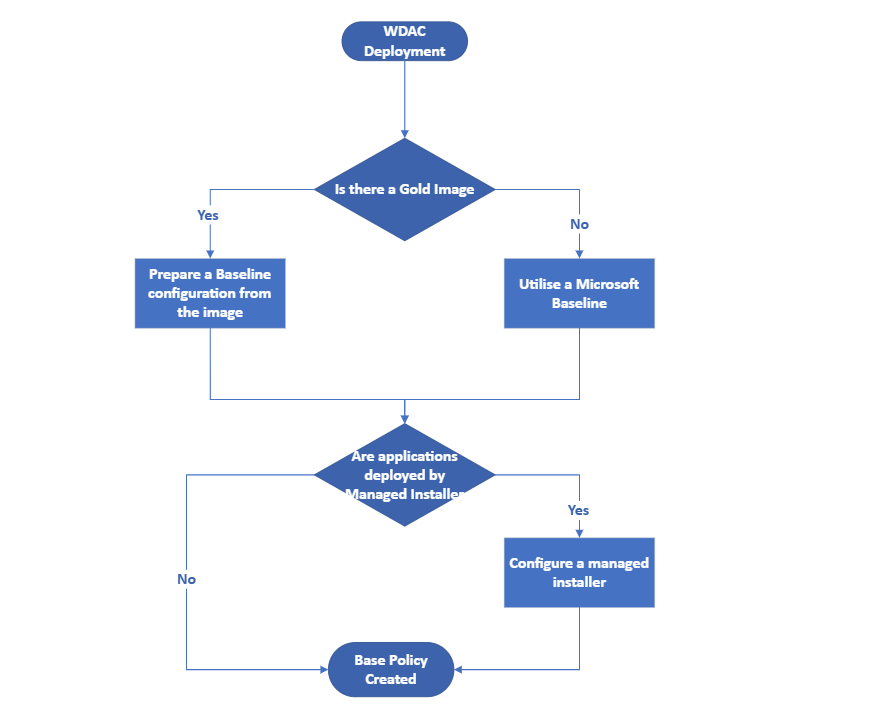 WDAC
Deployment
Is there a Gold Image
Yes
No
Prepare a Baseline
configuration from
the image
Utilise a Microsoft
Baseline
Are applications
deployed by
Managed Installer
Yes
Configure a managed
installer
No
Base Policy
Created